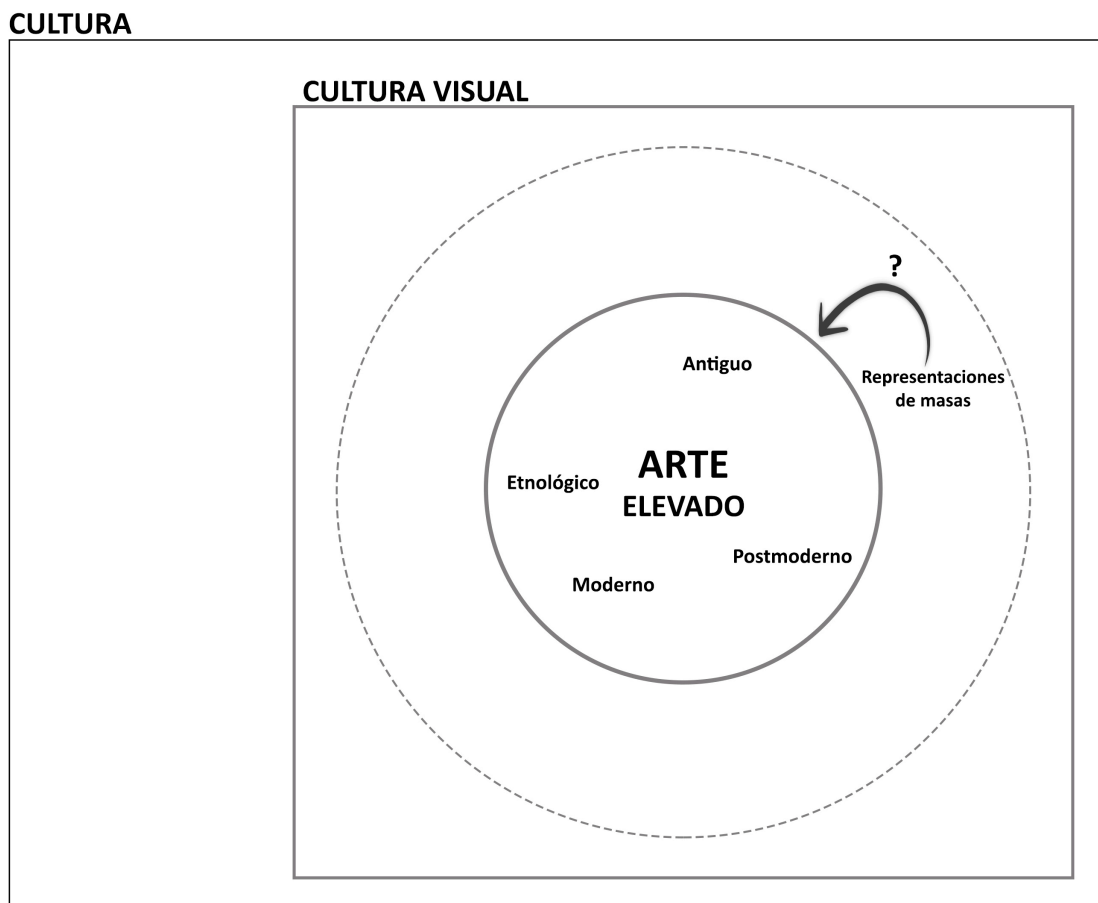 CULTURA
CULTURA VISUAL
?
Antiguo
Representaciones
de masas
ARTE
Etnológico
ELEVADO
Postmoderno
Moderno